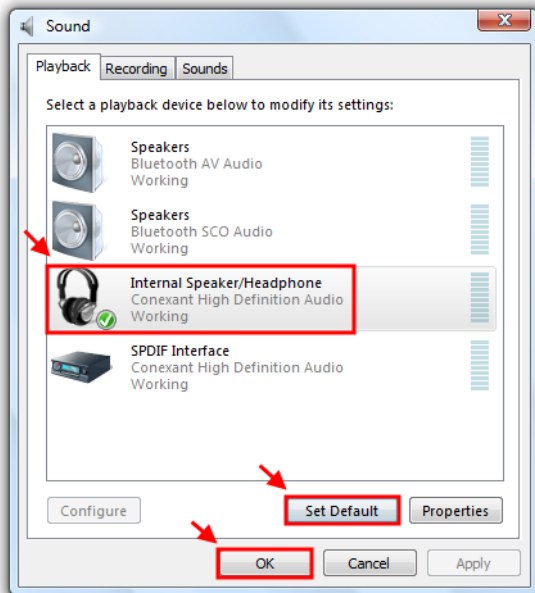 Sound
Playback Recording Sounds
Select a playback device below to modify its settings:
Speakers
Bluetooth AV Audio
Working
Speakers
Bluetooth SCO Audio
Working
Internal Speaker/Headphone
Conexant High Definition Audio
Working
SPDIF Interface
Conexant High Definition Audio
Working
Configure Set Default Properties
OK Cancel Apply